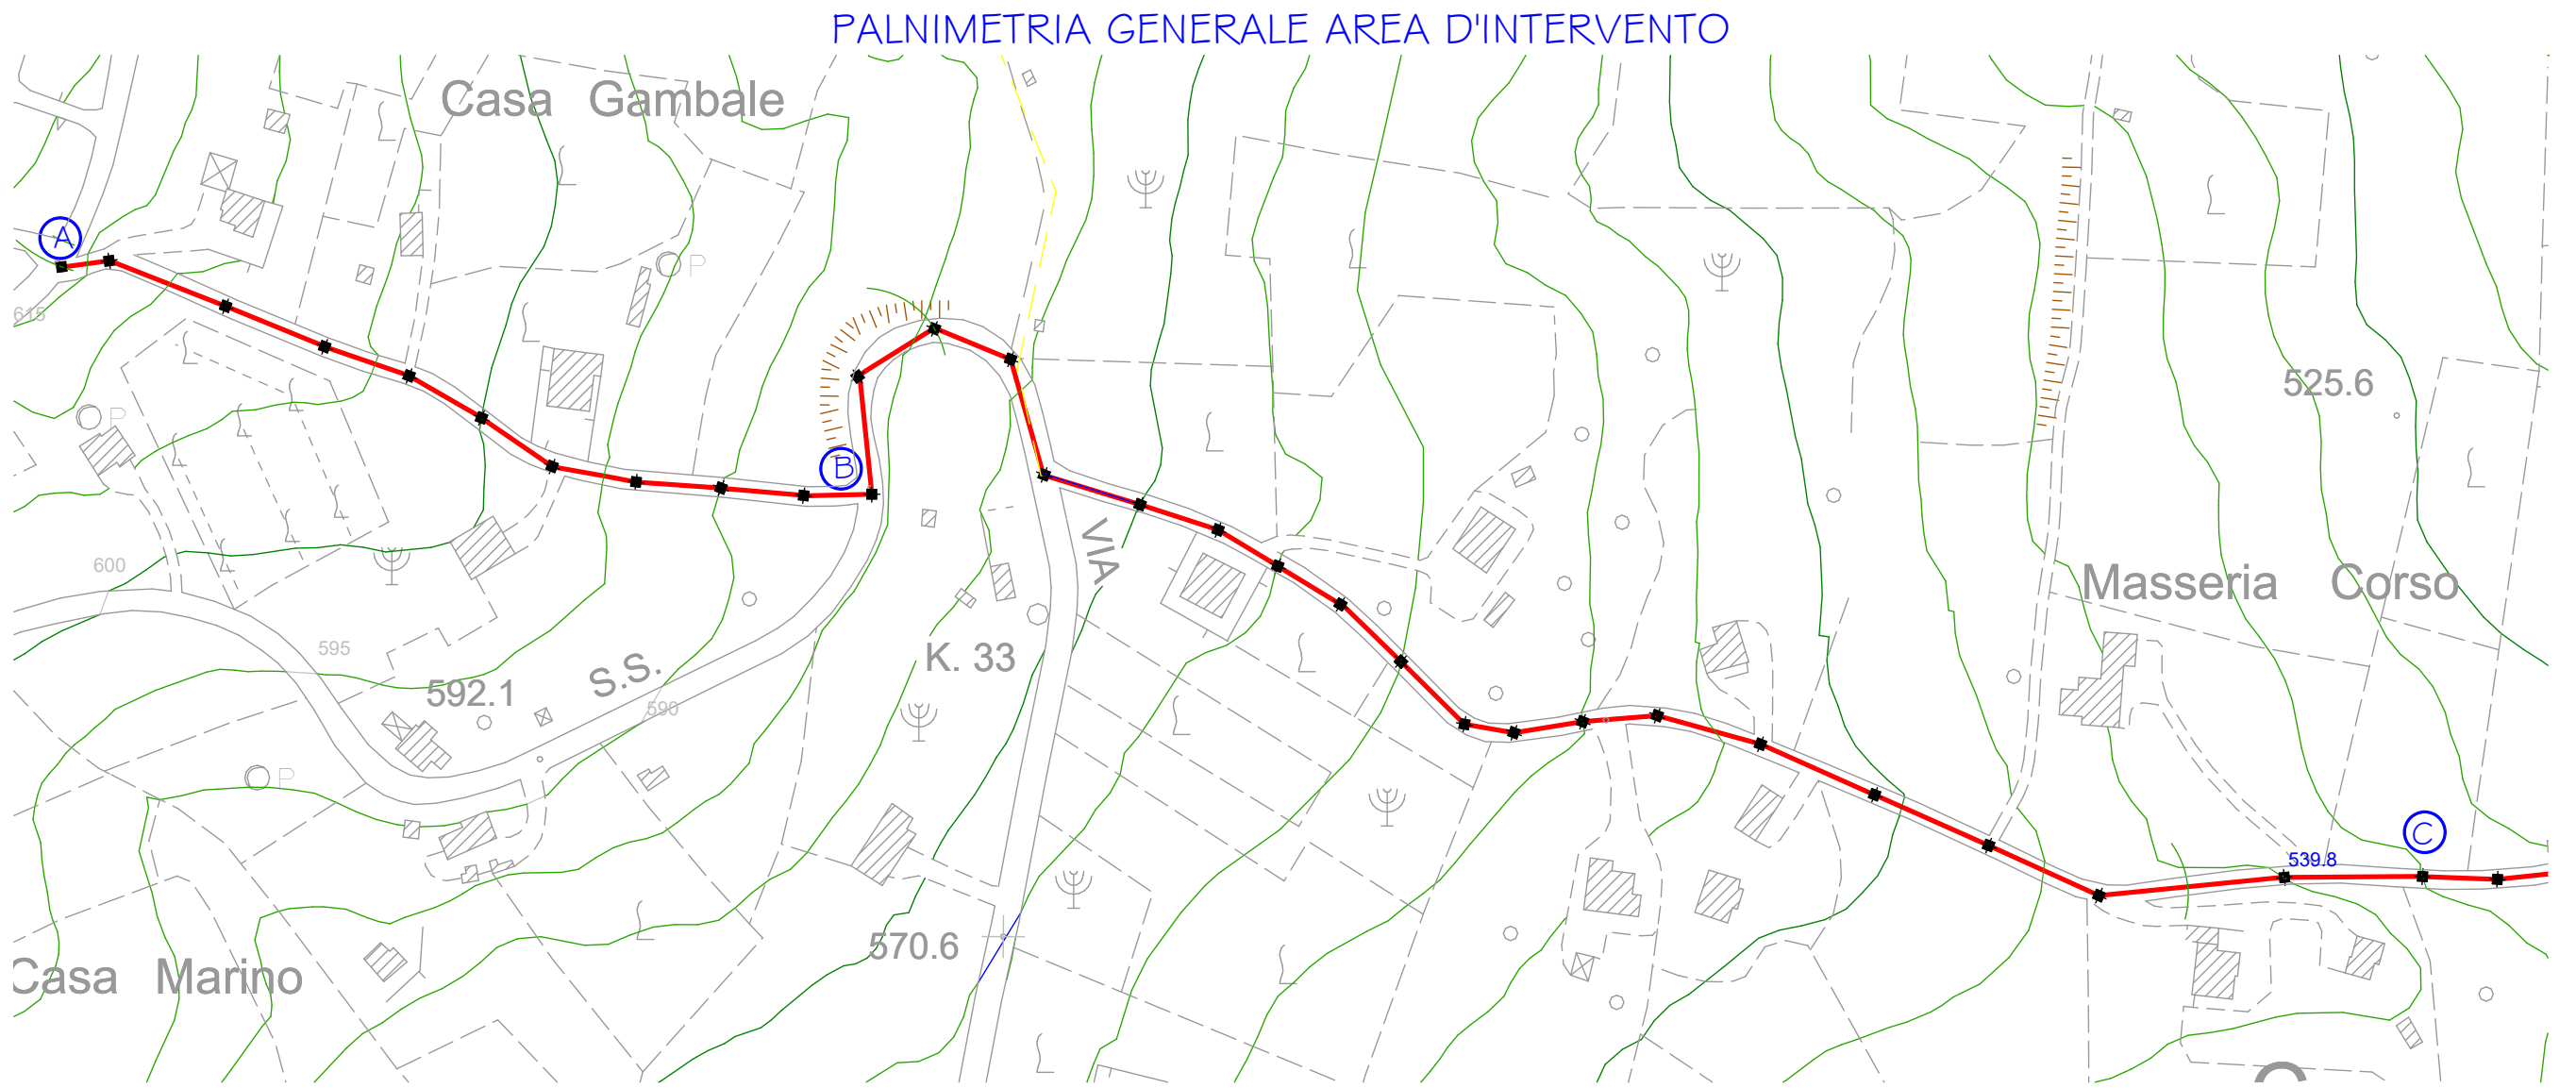 PALNIMETRIA GENERALE AREA D'INTERVENTO
Casa Gambale
A
P
615
525.6
P
B
VIA
600
Masseria Corso
595
K. 33
S.S.
592.1
590
P
C
539.8
570.6
Casa Marino